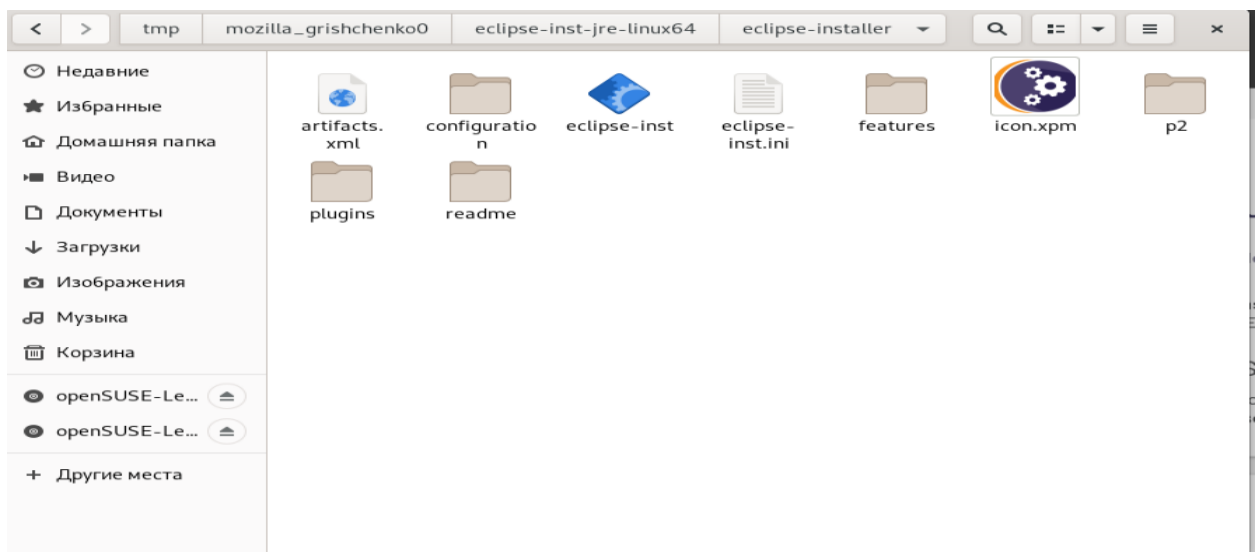 tmp mozilla_grishchenko0 eclipse-inst-jre-linux64 eclipse-installer
Недавние
Избранные
Домашняя папка
Видео
Документы
Загрузки
Изображения
Музыка
Корзина
openSUSE-Le...
openSUSE-Le...
Другие места
artifacts.
xml
configuratio
n
eclipse-inst
eclipse-
inst.ini
features
icon.xpm
p2
plugins
readme